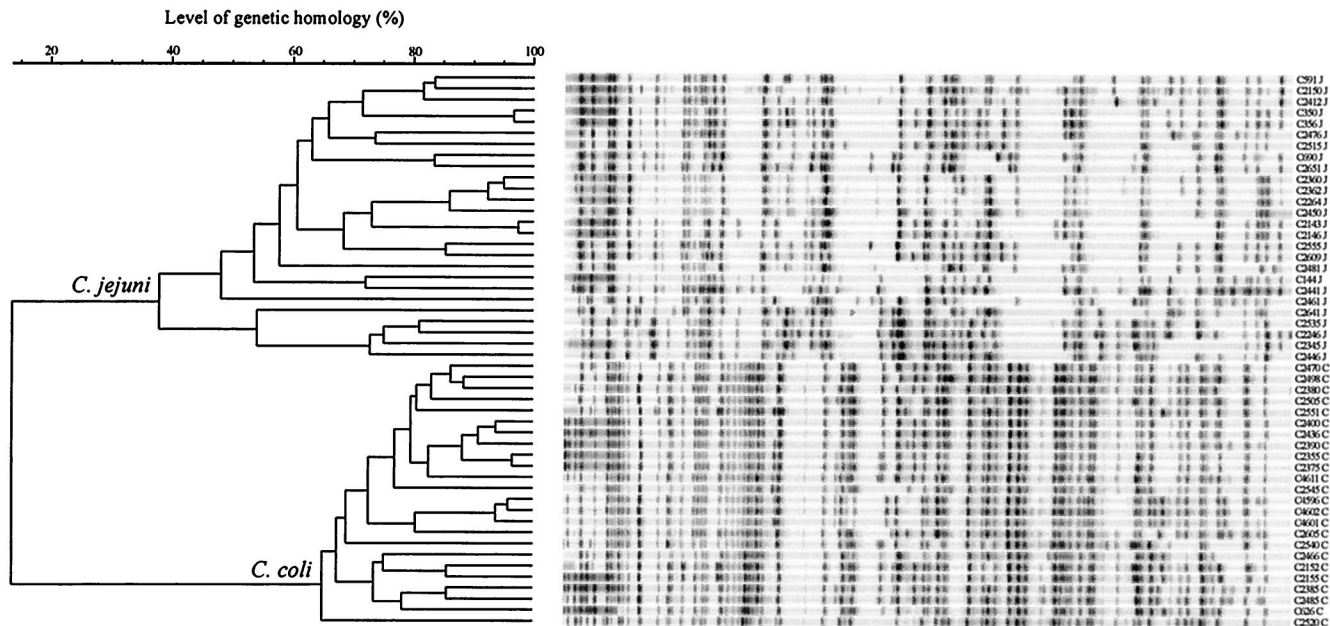 Level of genetic homology (%)
20 40 60 80 100
C591 J
C2150 J
C2412 J
C350 J
C356 J
C2476 J
C2515 J
C690 J
C2651 J
C2360 J
C2362 J
C2264 J
C2450 J
C2143 J
C2146 J
C2555 J
C2609 J
C2481 J
C144 J
C. jejuni
C2441 J
C2461 J
C2641 J
C2535 J
C2246 J
C2345 J
C2446 J
C2470 C
C2498 C
C2380 C
C2505 C
C2551 C
C2400 C
C2436 C
C2390 C
C2355 C
C2375 C
C4611 C
C2545 C
C4596 C
C4602 C
C4601 C
C2605 C
C2540 C
C2466 C
C. coli
C2152 C
C2155 C
C2385 C
C2485 C
C2520 C